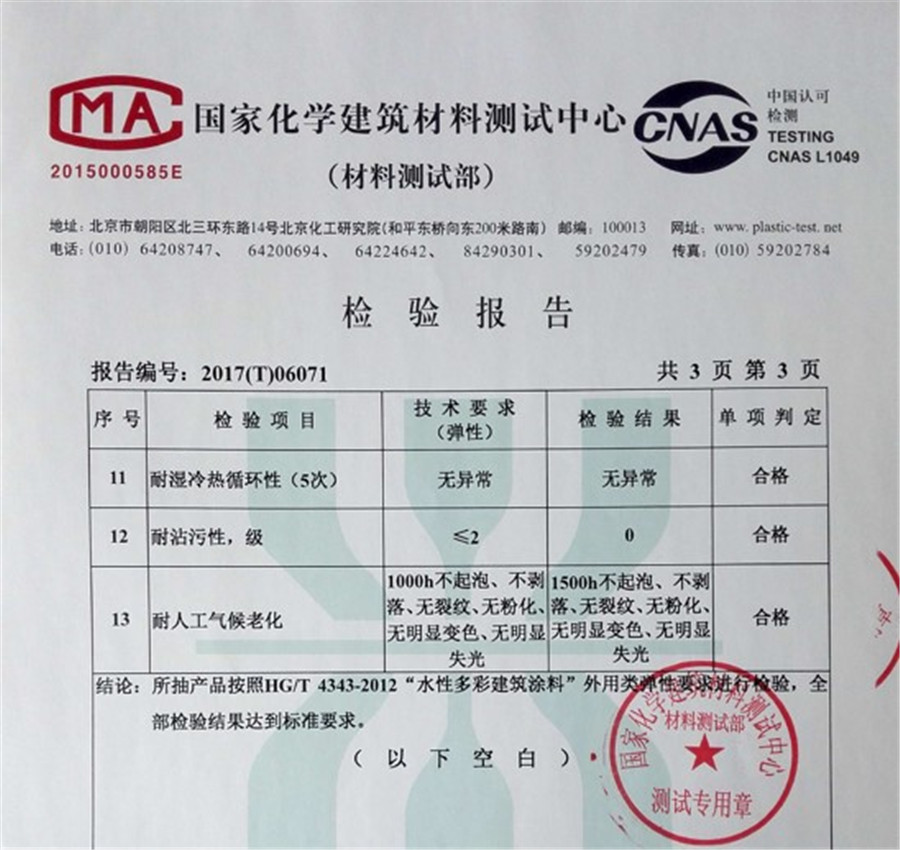 CMA
国家化学建筑材料测试中心
CNAS
中国认可
检测
TESTING
CNAS L1049
2015000585E
（材料测试部）
地址：北京市朝阳区北三环东路14号北京化工研究院(和平东桥向东200米路南) 邮编：100013 网址：www.plastic-test.net
电话：(010) 64208747、 64200694、 64224642、 84290301、 59202479 传真：(010) 59202784
检 验 报 告
报告编号：2017(T)06071 共 3 页 第 3 页
序 号 检 验 项 目 技 术 要 求 （弹性） 检 验 结 果 单 项 判 定
11 耐湿冷热循环性（5次） 无异常 无异常 合格
12 耐沾污性，级 ≤2 0 合格
13 耐人工气候老化 合格
1000h不起泡、不剥
落、无裂纹、无粉化、
无明显变色、无明显
失光
1500h不起泡、不剥
落、无裂纹、无粉化、
无明显变色、无明显
失光
结论：所抽产品按照HG/T 4343-2012“水性多彩建筑涂料”外用类弹性要求进行检验，全
部检验结果达到标准要求。
（ 以 下 空 白 ）
国家化学建筑材料测试中心
材料测试部
测试专用章